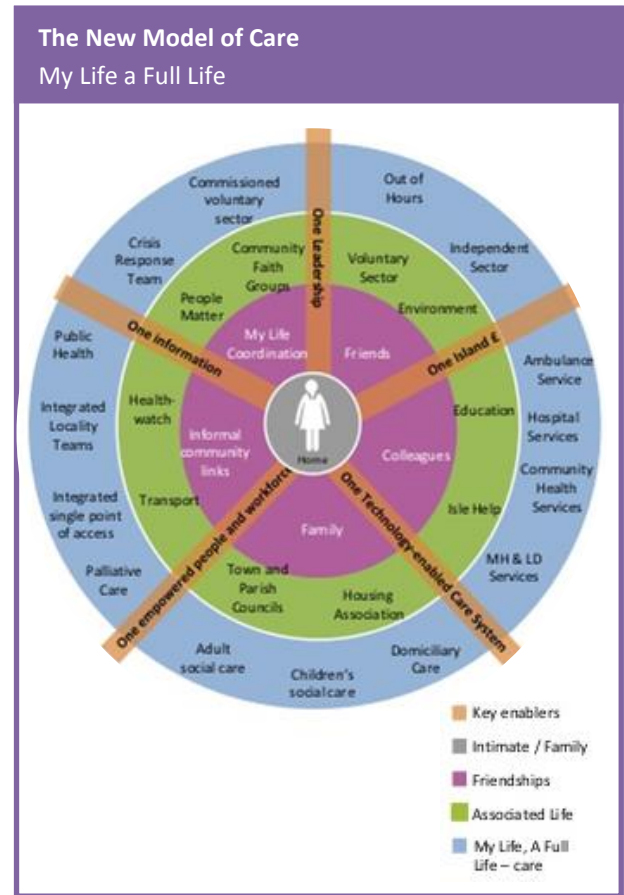 The New Model of Care
My Life a Full Life
Commissioned
voluntary
sector
Out of
Hours
Crisis
Response
Team
Independent
Sector
Community
Faith
Groups
One Leadership
Voluntary
Sector
People
Matter
Environment
Public
Health
One information
My Life
Coordination
Friends
One Island £
Ambulance
Service
Integrated
Locality
Teams
Health-
watch
Informal
community
links
Home
Colleagues
Education
Hospital
Services
Community
Health
Services
Integrated
single point
of access
Transport
Family
Isle Help
Palliative
Care
One empowered people and workforce
One Technology-enabled Care System
MH & LD
Services
Town and
Parish
Councils
Housing
Association
Adult
social care
Children's
social care
Domiciliary
Care
Key enablers
Intimate / Family
Friendships
Associated Life
My Life, A Full
Life – care